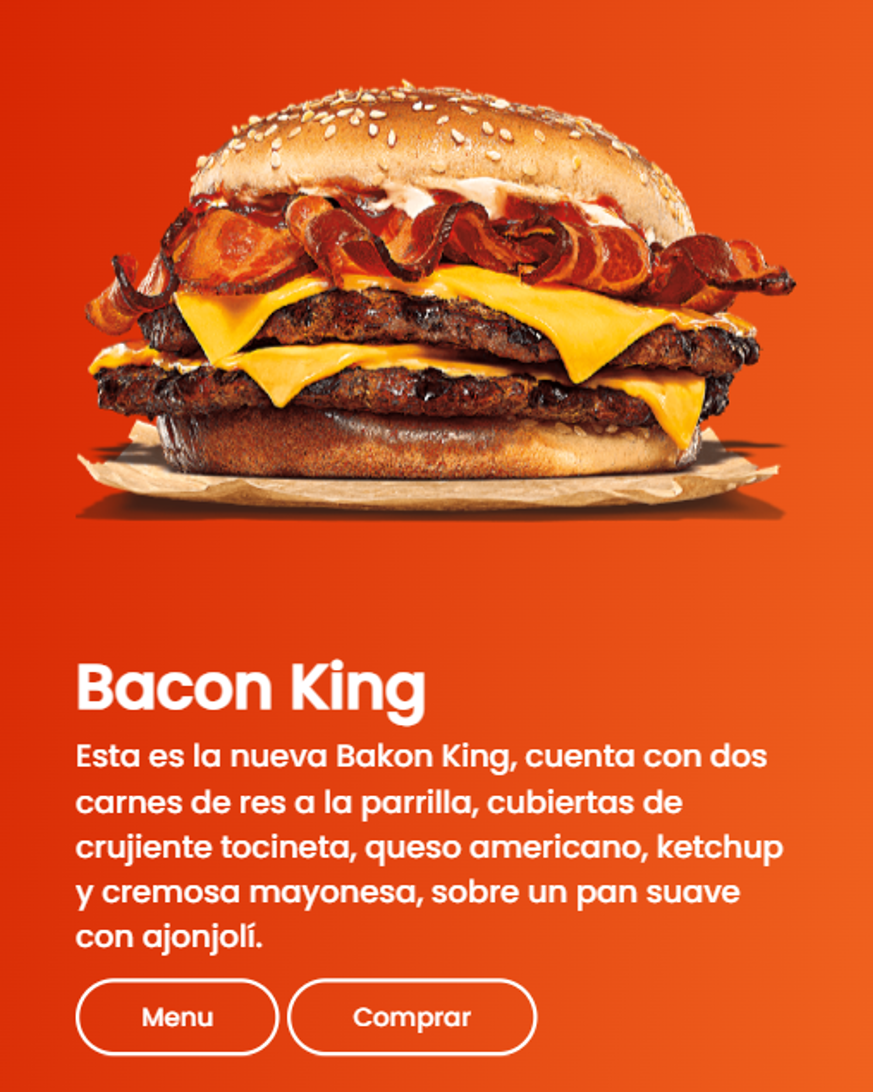 Bacon King
Esta es la nueva Bakon King, cuenta con dos
carnes de res a la parrilla, cubiertas de
crujiente tocineta, queso americano, ketchup
y cremosa mayonesa, sobre un pan suave
con ajonjolí.
Menu Comprar